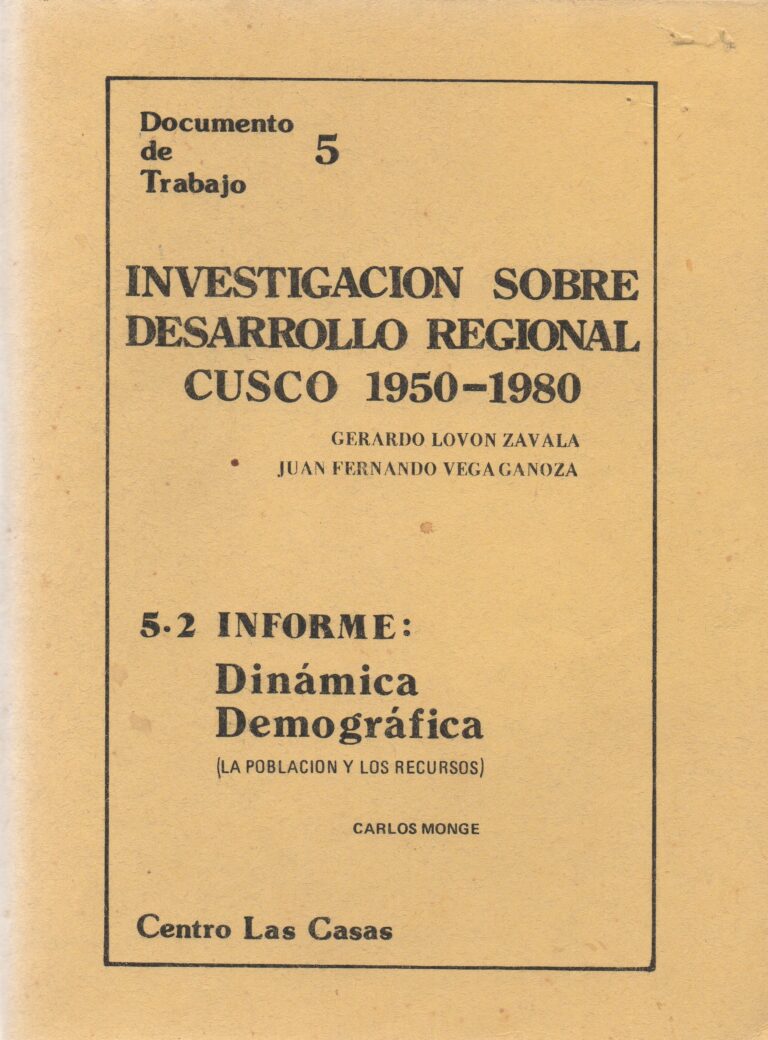 Documento
de 5
Trabajo
INVESTIGACION SOBRE
DESARROLLO REGIONAL
CUSCO 1950-1980
GERARDO LOVON ZAVALA
JUAN FERNANDO VEGA GANOZA
5.2 INFORME:
Dinámica
Demográfica
(LA POBLACION Y LOS RECURSOS)
CARLOS MONGE
Centro Las Casas